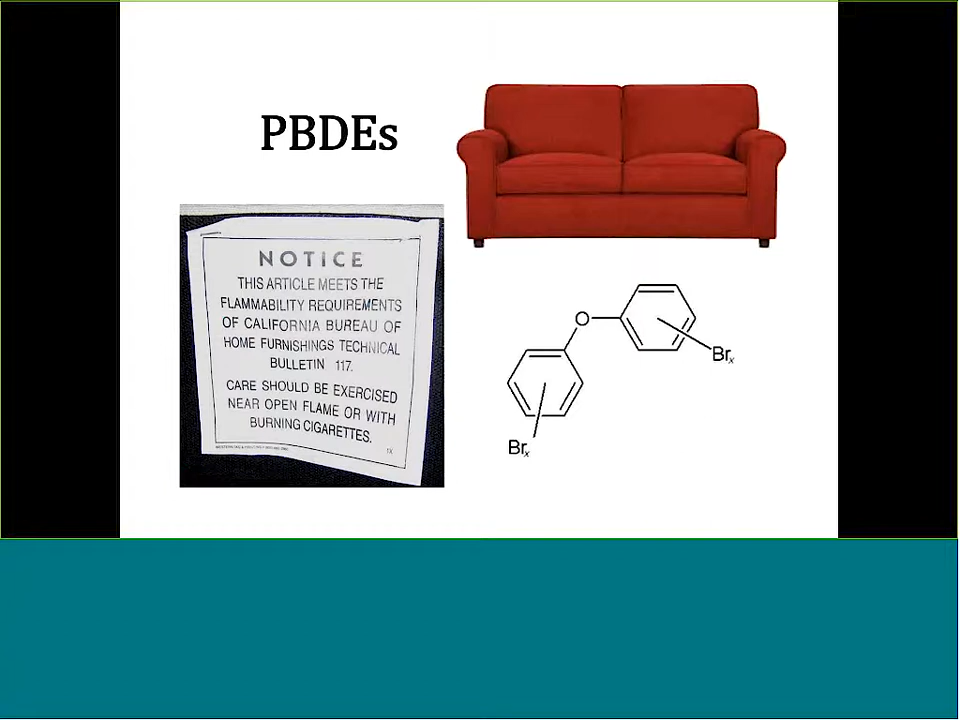 PBDEs
NOTICE
THIS ARTICLE MEETS THE
FLAMMABILITY REQUIREMENTS
OF CALIFORNIA BUREAU OF
HOME FURNISHINGS TECHNICAL
BULLETIN 117.
CARE SHOULD BE EXERCISED
NEAR OPEN FLAME OR WITH
BURNING CIGARETTES.
1X
O
Brx
Brx